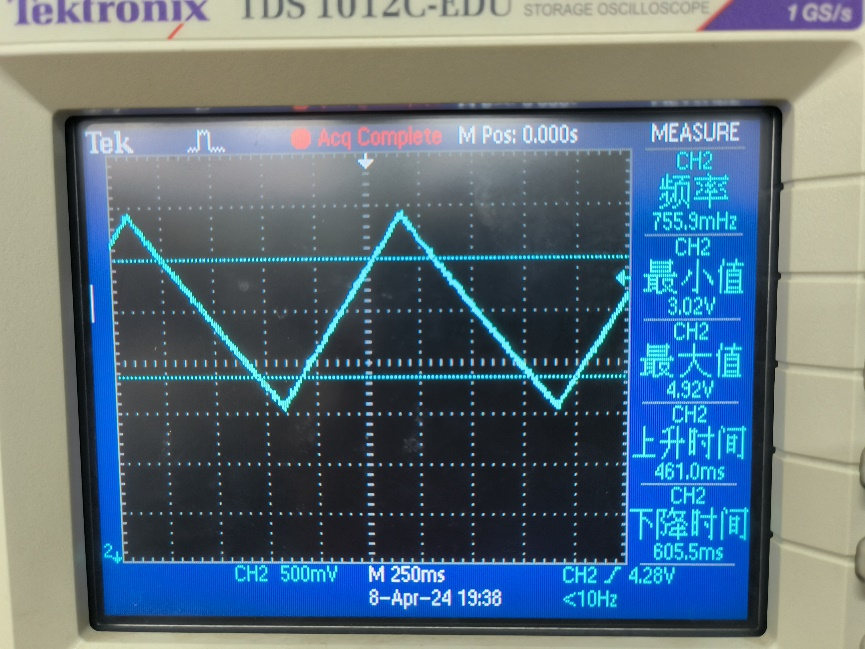 Tektronix TDS 1012C-EDU STORAGE OSCILLOSCOPE 1 GS/s
Tek Acq Complete M Pos: 0.000s MEASURE
CH2
频率
755.9mHz
CH2
最小值
3.02V
CH2
最大值
4.92V
CH2
上升时间
461.0ms
CH2
下降时间
605.5ms
2
CH2 500mV M 250ms CH2 4.28V
8-Apr-24 19:38 <10Hz